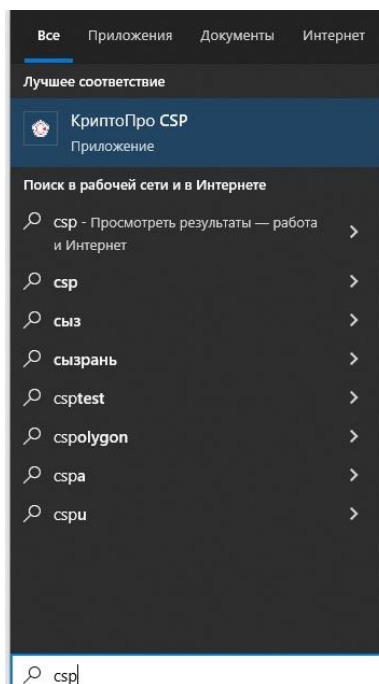 Все Приложения Документы Интернет
Лучшее соответствие
КриптоПро CSP
Приложение
Поиск в рабочей сети и в Интернете
csp - Просмотреть результаты — работа
и Интернет
csp
сыз
сызрань
csptest
cspolygon
cspa
cspu
csp